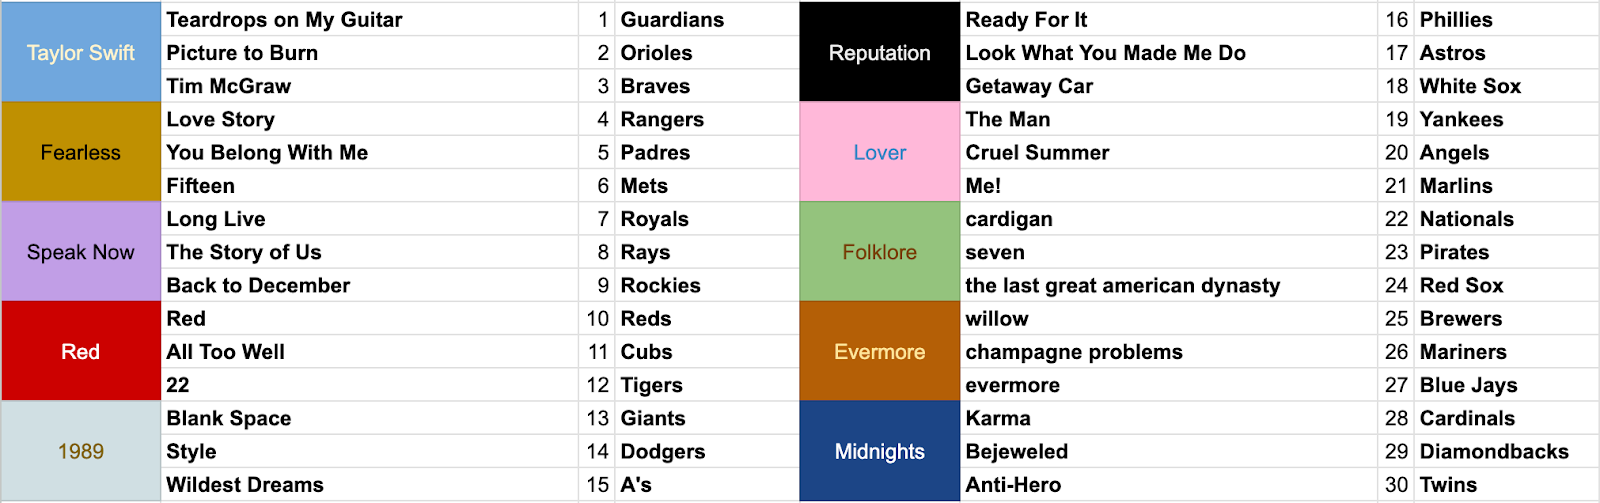 Taylor Swift
Teardrops on My Guitar 1 Guardians
Picture to Burn 2 Orioles
Tim McGraw 3 Braves
Fearless
Love Story 4 Rangers
You Belong With Me 5 Padres
Fifteen 6 Mets
Speak Now
Long Live 7 Royals
The Story of Us 8 Rays
Back to December 9 Rockies
Red
Red 10 Reds
All Too Well 11 Cubs
22 12 Tigers
1989
Blank Space 13 Giants
Style 14 Dodgers
Wildest Dreams 15 A's
Reputation
Ready For It 16 Phillies
Look What You Made Me Do 17 Astros
Getaway Car 18 White Sox
Lover
The Man 19 Yankees
Cruel Summer 20 Angels
Me! 21 Marlins
Folklore
cardigan 22 Nationals
seven 23 Pirates
the last great american dynasty 24 Red Sox
Evermore
willow 25 Brewers
champagne problems 26 Mariners
evermore 27 Blue Jays
Midnights
Karma 28 Cardinals
Bejeweled 29 Diamondbacks
Anti-Hero 30 Twins